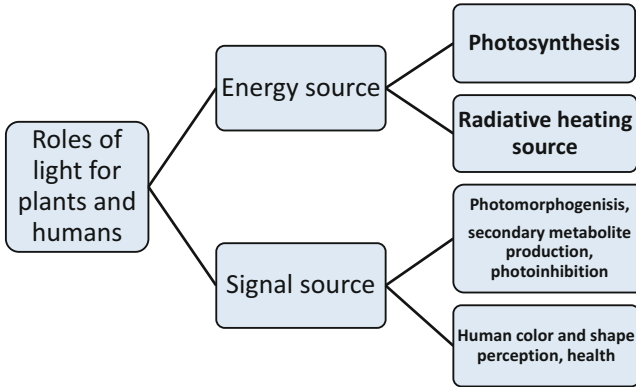 Roles of
light for
plants and
humans
Energy source
Photosynthesis
Radiative heating
source
Signal source
Photomorphogenisis,
secondary metabolite
production,
photoinhibition
Human color and shape
perception, health